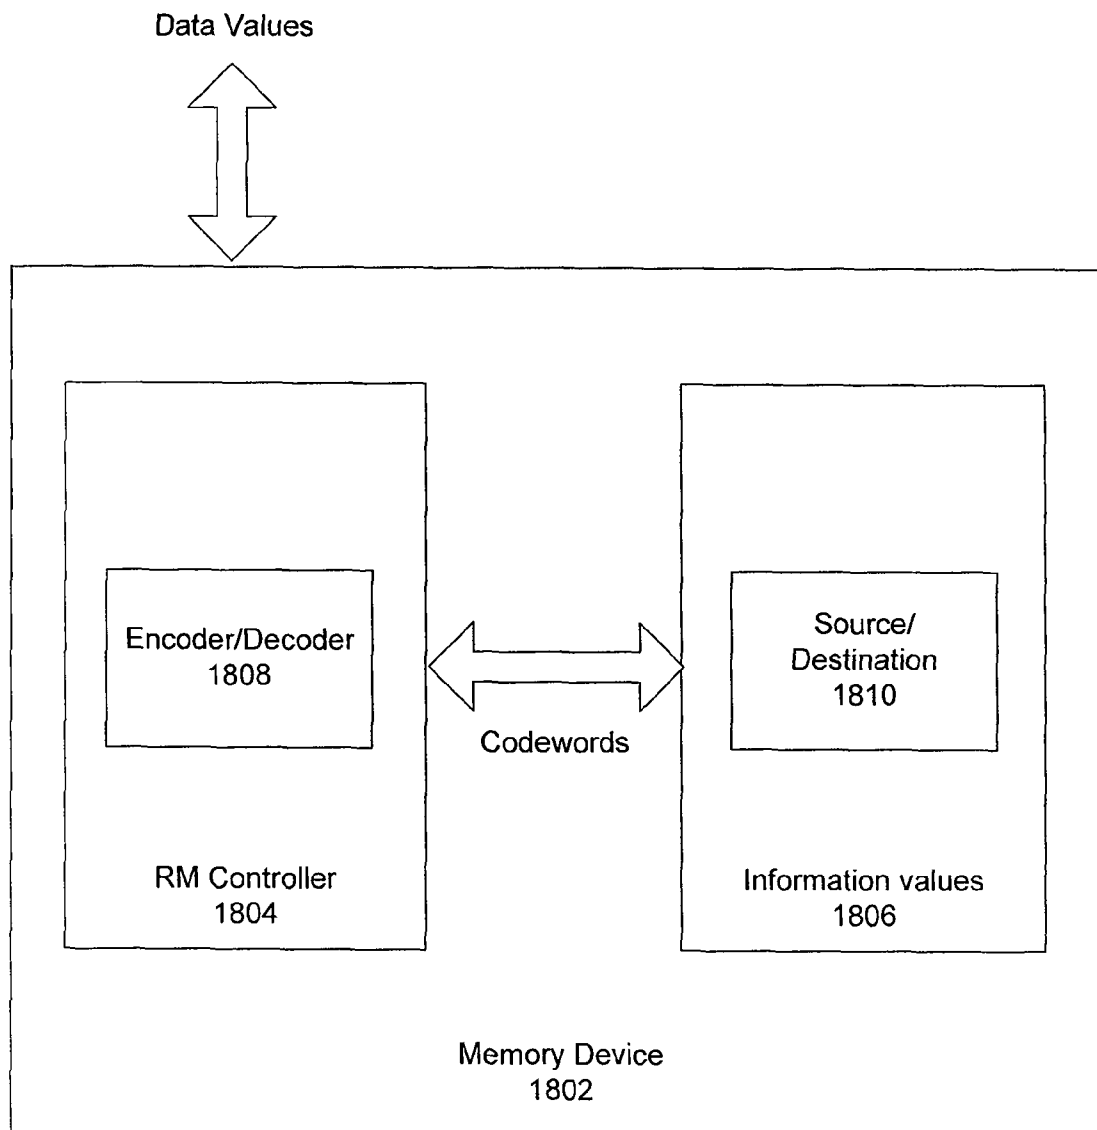 Data Values
Encoder/Decoder
1808
Source/
Destination
1810
Codewords
RM Controller
1804
Information values
1806
Memory Device
1802